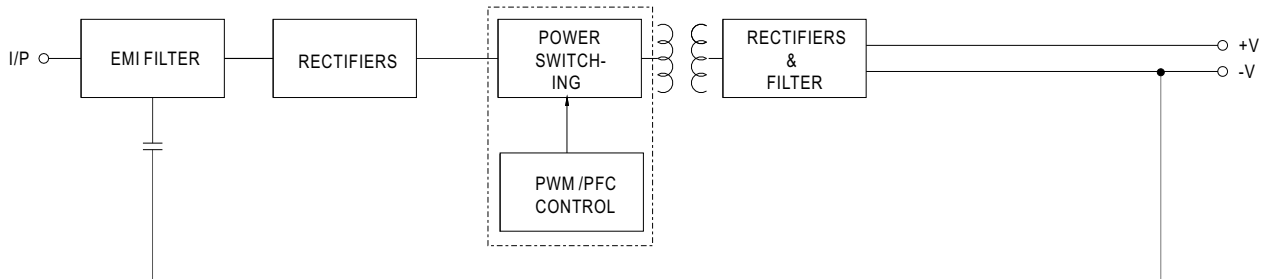 I/P
EMI FILTER
RECTIFIERS
POWER
SWITCH-
ING
RECTIFIERS
&
FILTER
+V
-V
PWM/PFC
CONTROL